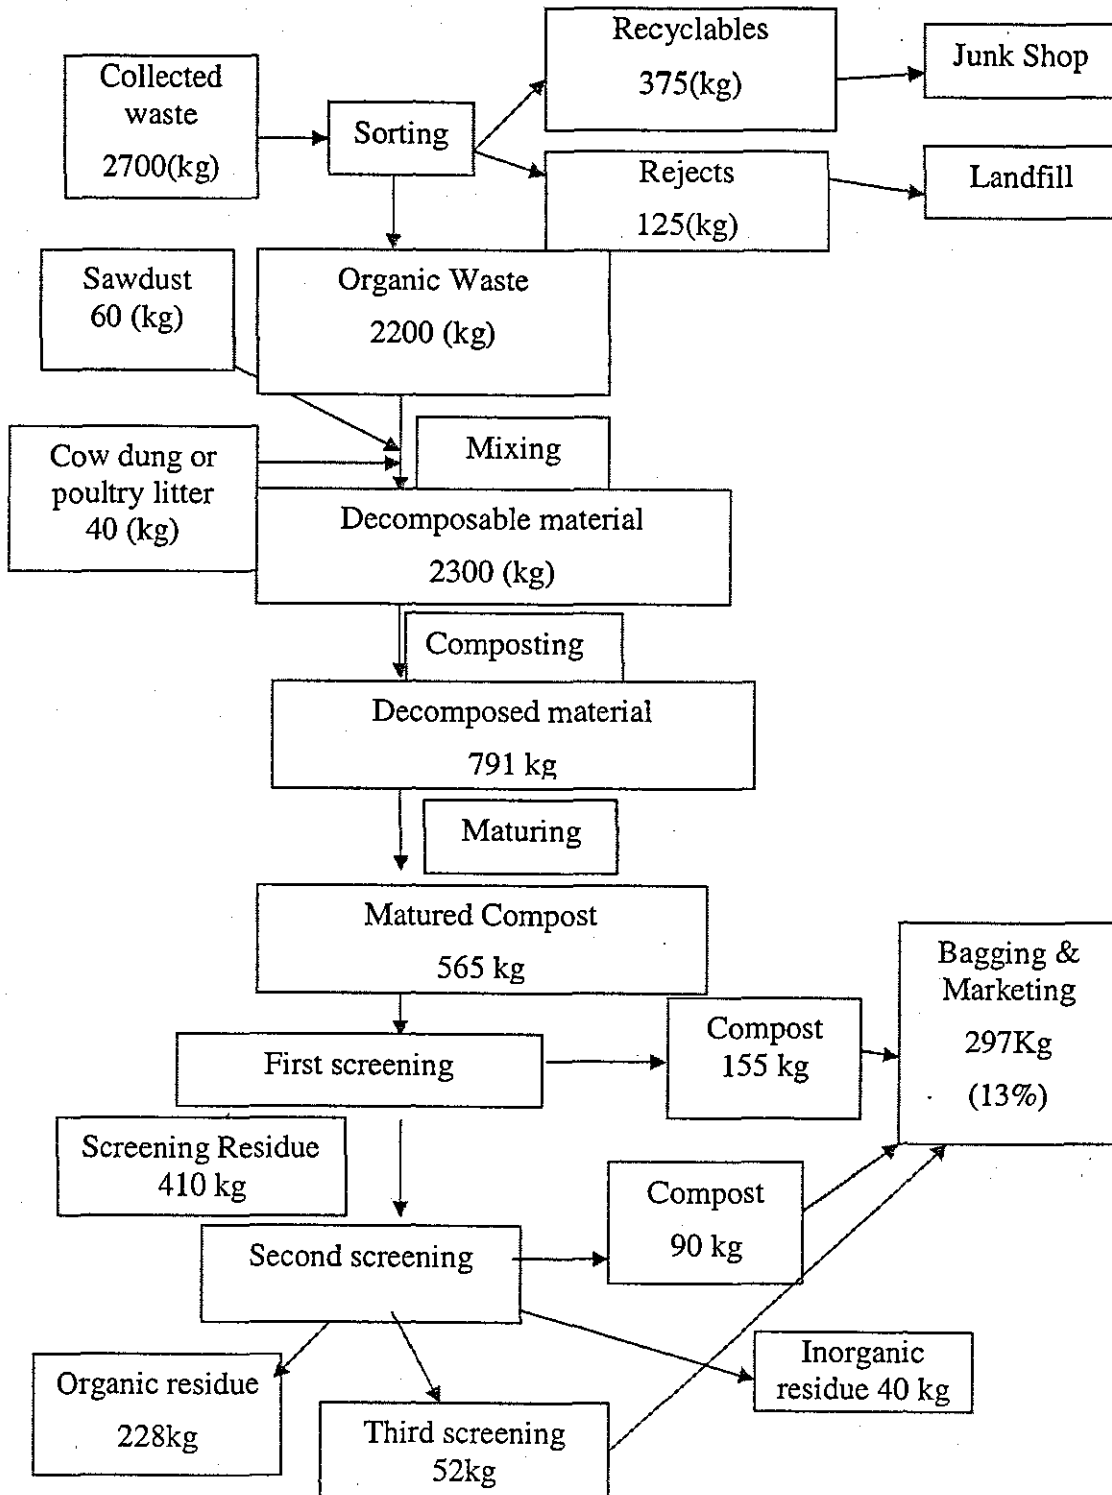 Collected
waste
2700(kg)
Sorting
Recyclables
375(kg)
Junk Shop
Rejects
125(kg)
Landfill
Sawdust
60 (kg)
Organic Waste
2200 (kg)
Cow dung or
poultry litter
40 (kg)
Mixing
Decomposable material
2300 (kg)
Composting
Decomposed material
791 kg
Maturing
Matured Compost
565 kg
First screening
Compost
155 kg
Bagging &
Marketing
297Kg
(13%)
Screening Residue
410 kg
Second screening
Compost
90 kg
Organic residue
228kg
Third screening
52kg
Inorganic
residue 40 kg